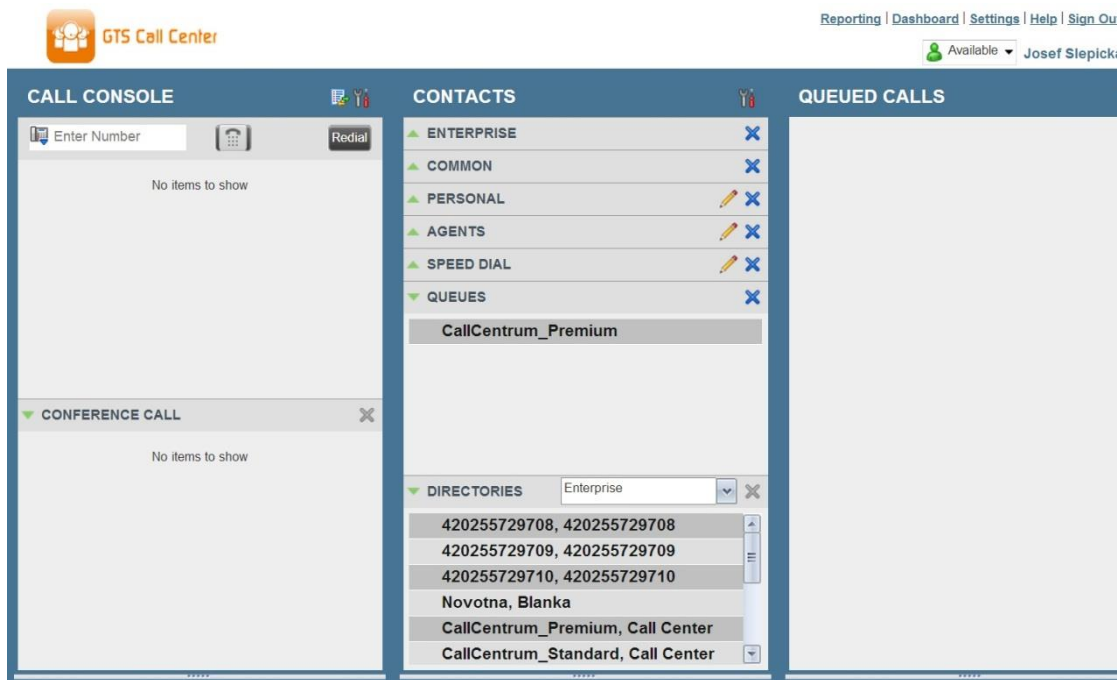 GTS Call Center
Reporting | Dashboard | Settings | Help | Sign Ou
Available
Josef Slepicka
CALL CONSOLE
Enter Number
Redial
No items to show
CONFERENCE CALL
No items to show
CONTACTS
ENTERPRISE
COMMON
PERSONAL
AGENTS
SPEED DIAL
QUEUES
CallCentrum_Premium
DIRECTORIES
Enterprise
420255729708, 420255729708
420255729709, 420255729709
420255729710, 420255729710
Novotna, Blanka
CallCentrum_Premium, Call Center
CallCentrum_Standard, Call Center
QUEUED CALLS